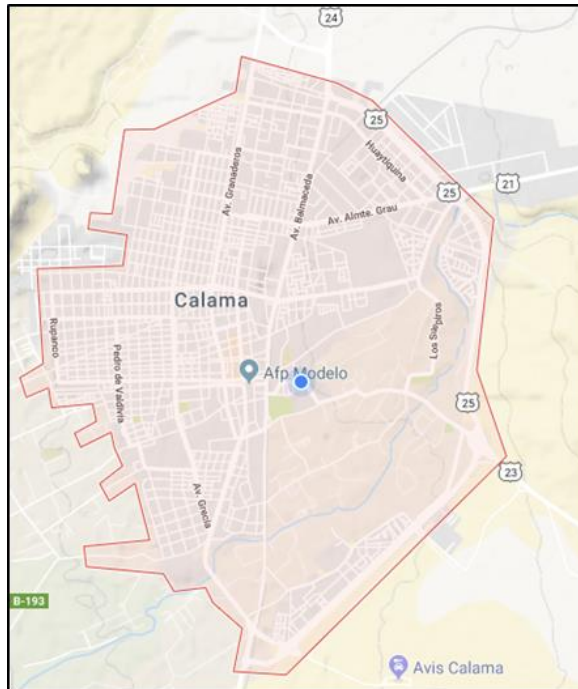 24
25
Huaytiquina
25
21
Av. Granaderos
Av. Balmaceda
Av. Almte. Grau
Calama
Rupanco
Pedro de Valdivia
Afp Modelo
Los Siapiros
25
23
Av. Grecia
B-193
Avis Calama